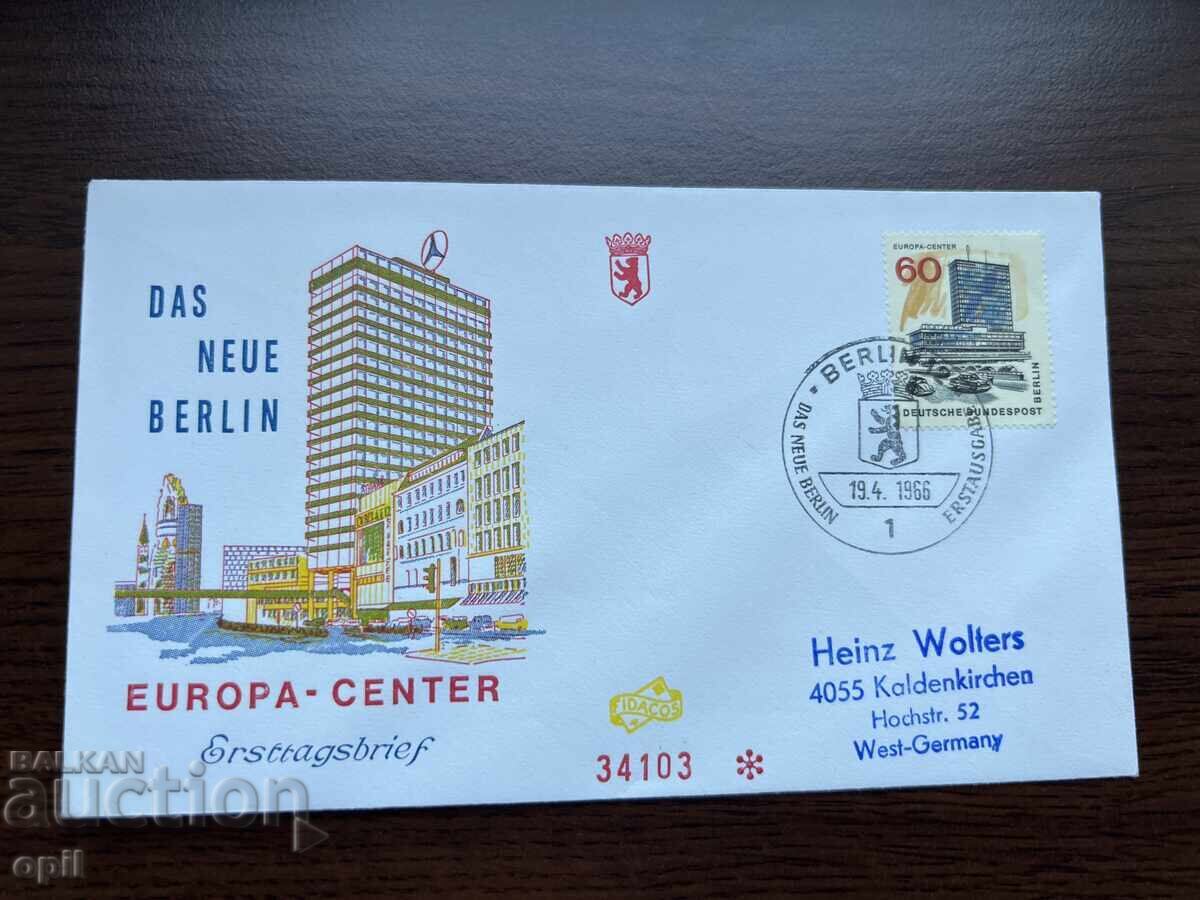 DAS
NEUE
BERLIN
EUROPA-CENTER
Ersttagsbrief
FIDACOS
34103 *
EUROPA-CENTER
60
BERLIN
DEUTSCHE BUNDESPOST
BERLIN
DAS NEUE BERLIN
ERSTAUSGABE
19.4. 1966
1
Heinz Wolters
4055 Kaldenkirchen
Hochstr. 52
West-Germany
BALKAN
auction
opil